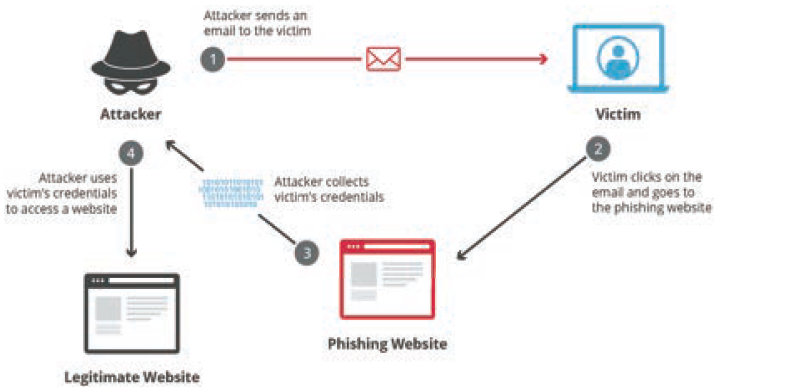 Attacker sends an
email to the victim
1
Attacker
Victim
4
2
Attacker uses
victim's credentials
to access a website
Attacker collects
victim's credentials
Victim clicks on the
email and goes to
the phishing website
3
Phishing Website
Legitimate Website